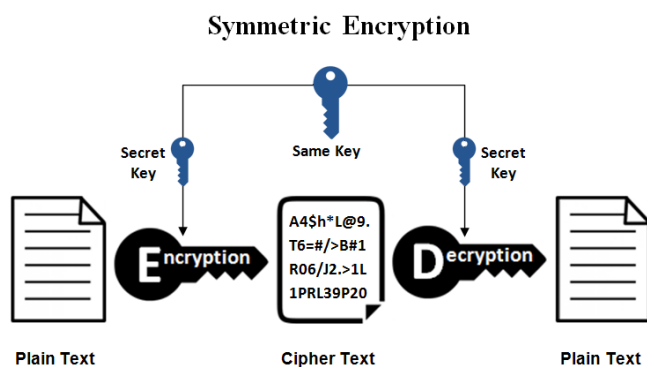 Symmetric Encryption
Secret
Key
Same Key
Secret
Key
A4$h*L@9.
T6=#/>B#1
R06/J2.>1L
1PRL39P20
Encryption
Decryption
Plain Text
Cipher Text
Plain Text